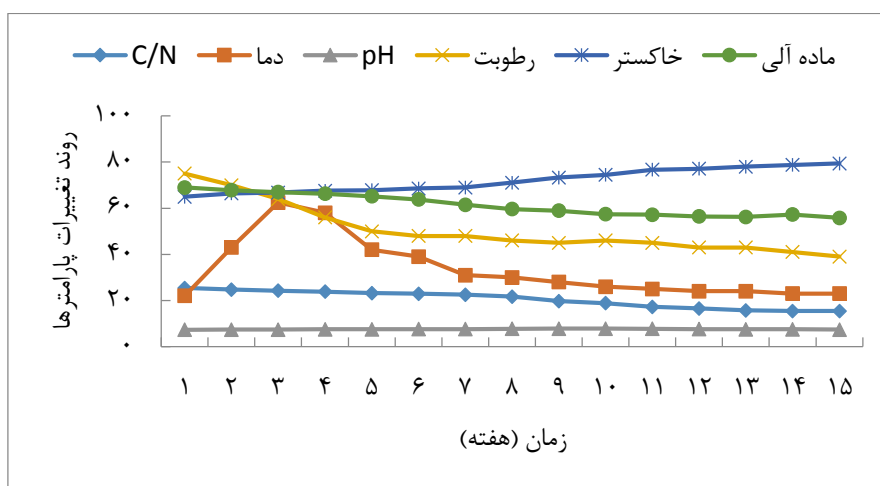 C/N دما pH رطوبت خاکستر ماده آلی
روند تغییرات پارامترها
۱۰۰
۸۰
۶۰
۴۰
۲۰
۰
۱ ۲ ۳ ۴ ۵ ۶ ۷ ۸ ۹ ۱۰ ۱۱ ۱۲ ۱۳ ۱۴ ۱۵
زمان (هفته)